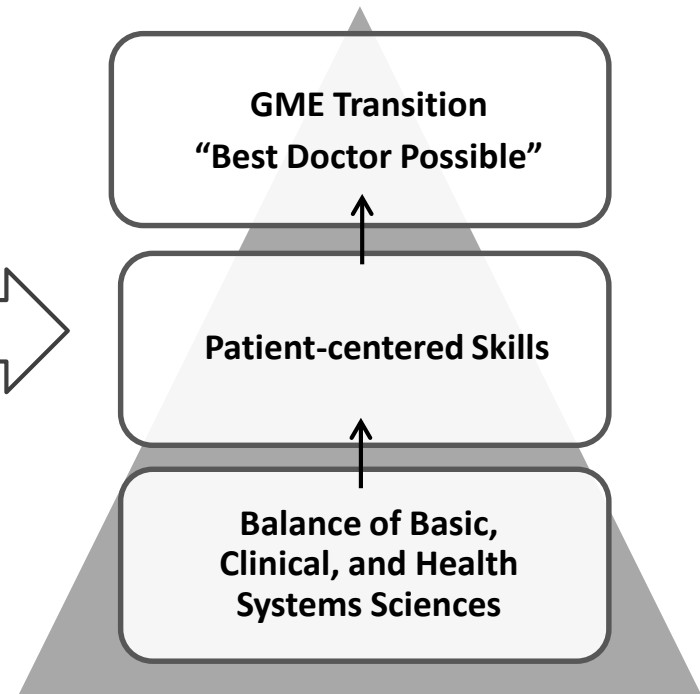 GME Transition
“Best Doctor Possible”
Patient-centered Skills
Balance of Basic,
Clinical, and Health
Systems Sciences